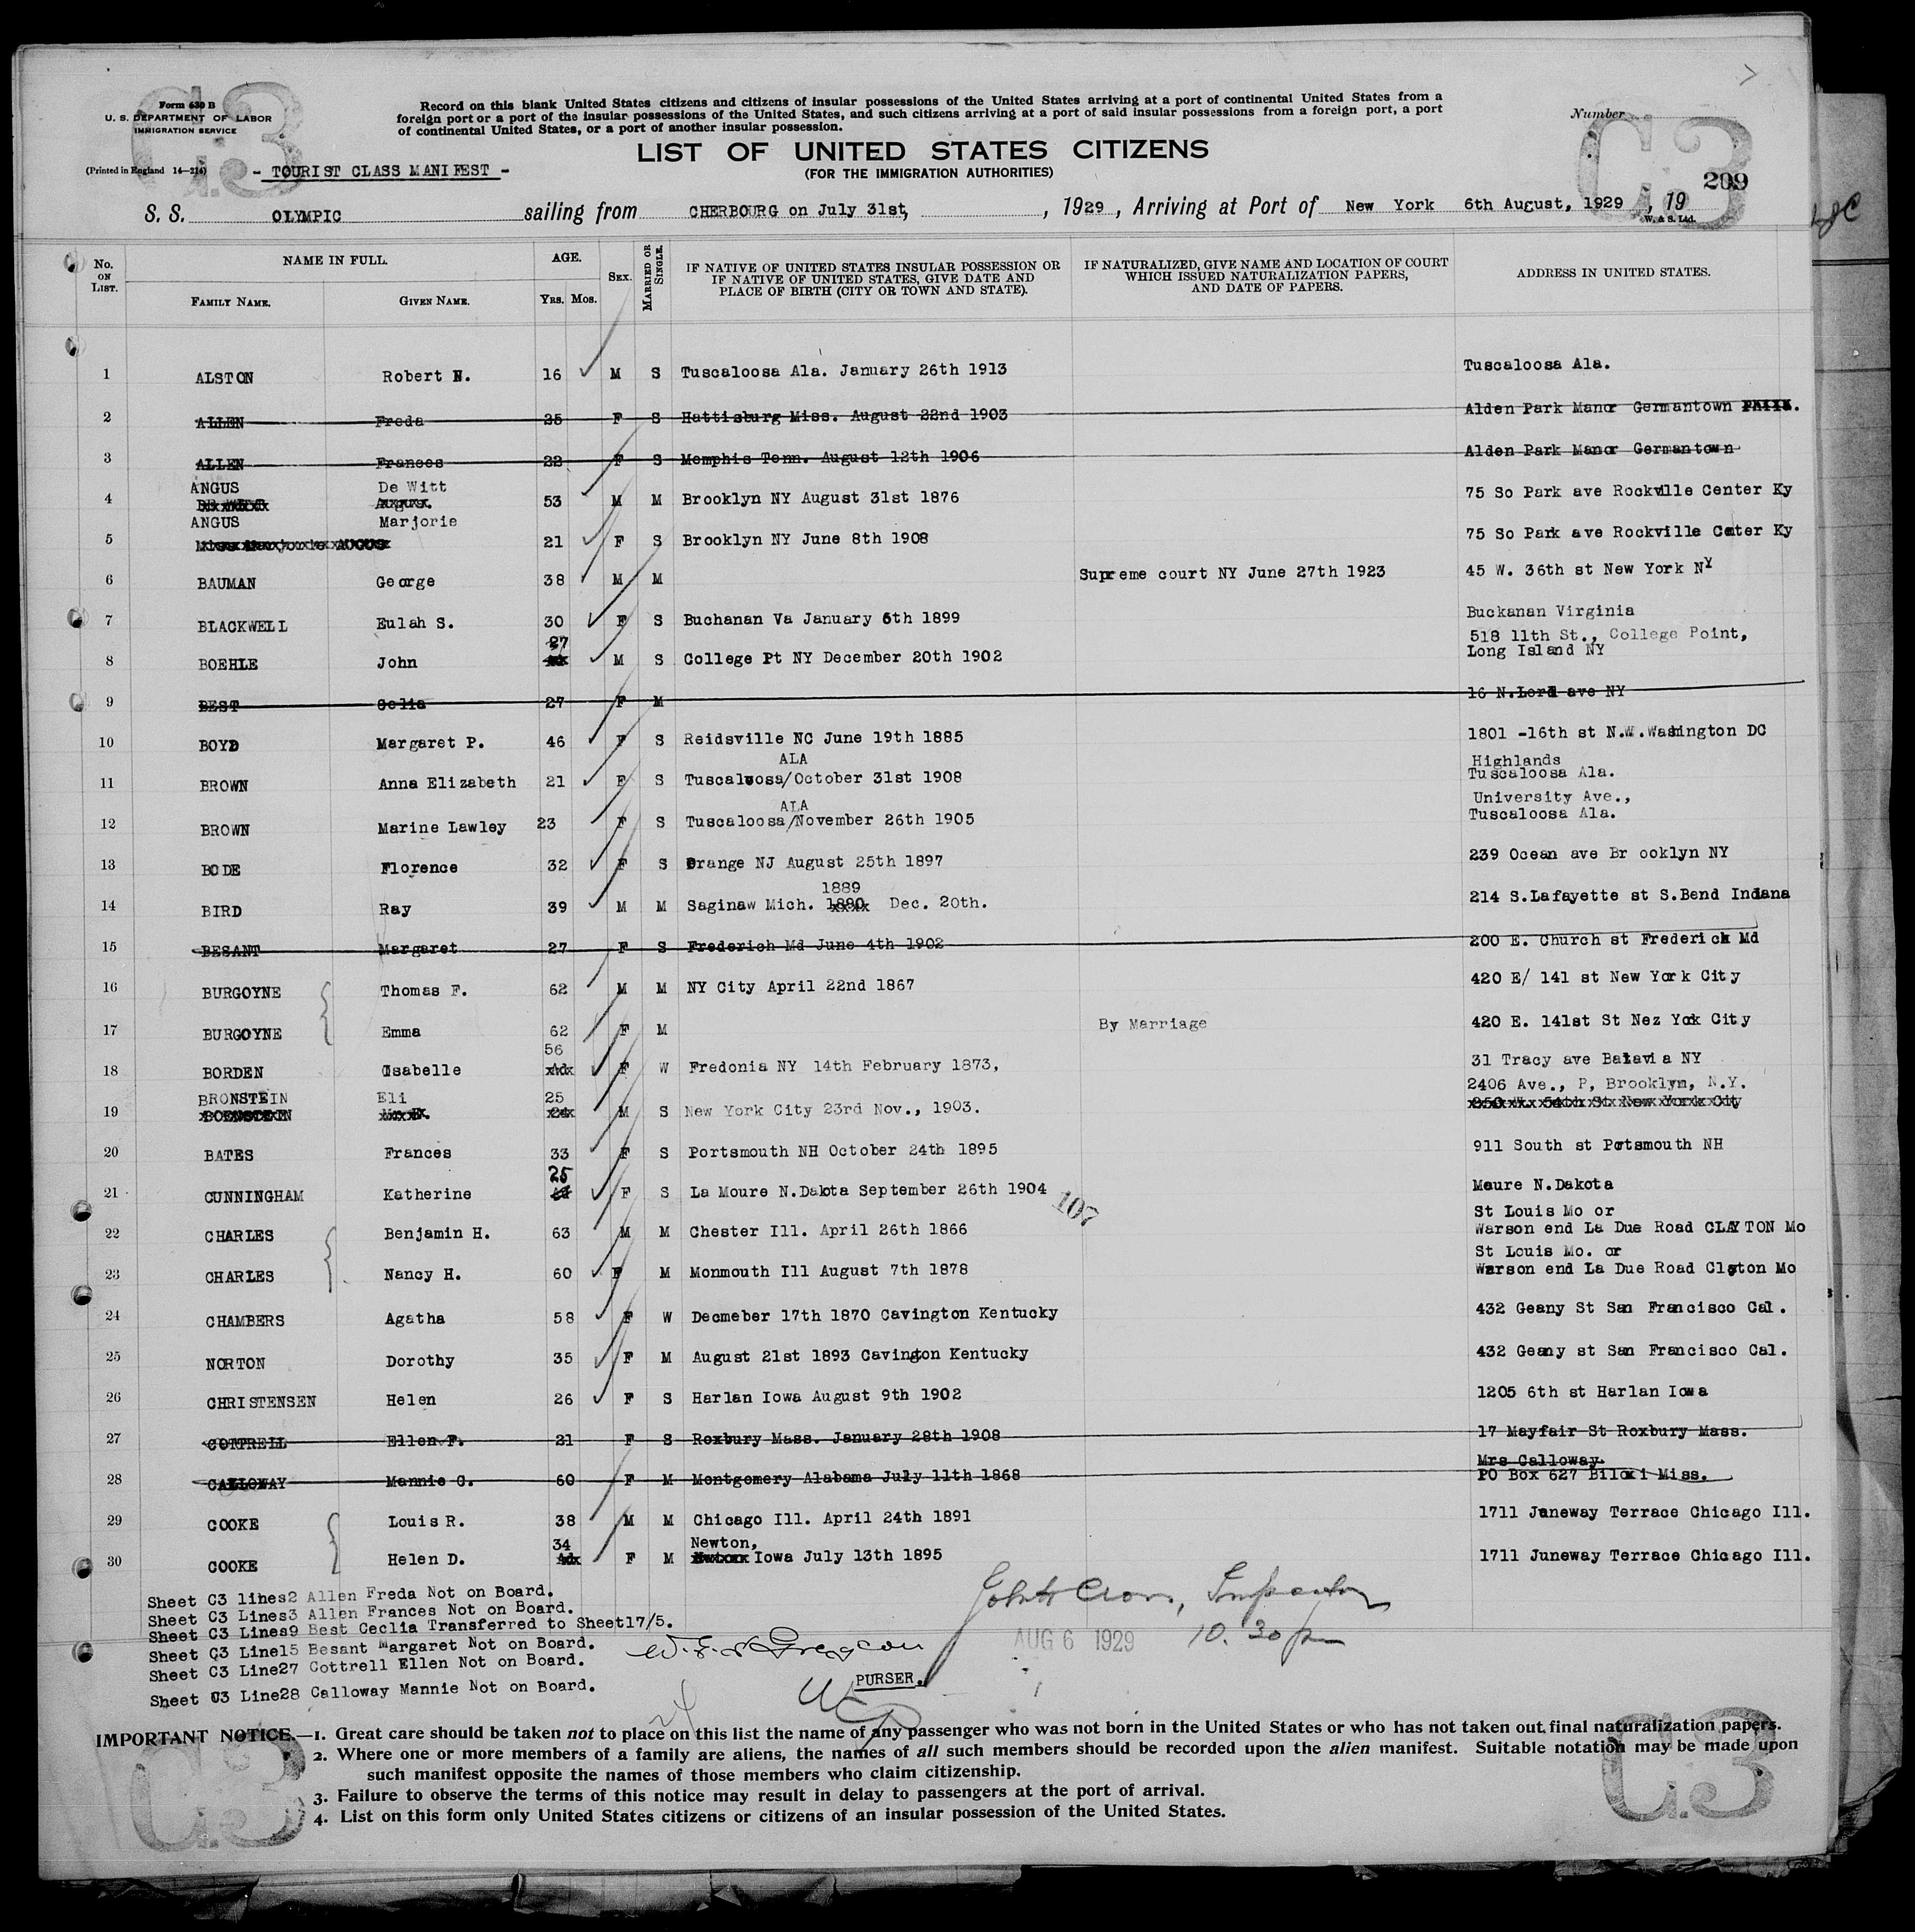 C3
C3
Form 630 B
U. S. DEPARTMENT OF LABOR
IMMIGRATION SERVICE
(Printed in England 14—214)
Record on this blank United States citizens and citizens of insular possessions of the United States arriving at a port of continental United States from a
foreign port or a port of the insular possessions of the United States, and such citizens arriving at a port of said insular possessions from a foreign port, a port
of continental United States, or a port of another insular possession.
Number
LIST OF UNITED STATES CITIZENS
(FOR THE IMMIGRATION AUTHORITIES)
- TOURIST CLASS MANIFEST -
209
S. S. OLYMPIC sailing from CHERBOURG on July 31st, , 1929, Arriving at Port of New York 6th August, 1929, 19
W. & S. Ltd.
No. ON LIST. NAME IN FULL. FAMILY NAME. GIVEN NAME. AGE. YRS. MOS. SEX. MARRIED OR SINGLE. IF NATIVE OF UNITED STATES INSULAR POSSESSION OR IF NATIVE OF UNITED STATES, GIVE DATE AND PLACE OF BIRTH (CITY OR TOWN AND STATE). IF NATURALIZED, GIVE NAME AND LOCATION OF COURT WHICH ISSUED NATURALIZATION PAPERS, AND DATE OF PAPERS. ADDRESS IN UNITED STATES.
1 ALSTON Robert N. 16 M S Tuscaloosa Ala. January 26th 1913 Tuscaloosa Ala.
2 ALLEN Freda 25 F S Hattisburg Miss. August 22nd 1903 Alden Park Manor Germantown
3 ALLEN Frances 22 F S Memphis Tenn. August 12th 1906 Alden Park Manor Germantown
4 ANGUS De Witt 53 M M Brooklyn NY August 31st 1876 75 So Park ave Rockville Center Ky
5 ANGUS Marjorie 21 F S Brooklyn NY June 8th 1908 75 So Park ave Rockville Center Ky
6 BAUMAN George 38 M M Supreme court NY June 27th 1923 45 W. 36th st New York NY
7 BLACKWELL Eulah S. 30 F S Buchanan Va January 6th 1899 Buckanan Virginia
8 BOEHLE John 27 M S College Pt NY December 20th 1902 518 11th St., College Point,
Long Island NY
9 BEST Celia 27 F M 16 N.Lord ave NY
10 BOYD Margaret P. 46 F S Reidsville NC June 19th 1885 1801 -16th st N.W.Washington DC
11 BROWN Anna Elizabeth 21 F S Tuscaloosa/ALA October 31st 1908 Highlands
Tuscaloosa Ala.
12 BROWN Marine Lawley 23 F S Tuscaloosa/ALA November 26th 1905 University Ave.,
Tuscaloosa Ala.
13 BODE Florence 32 F S Orange NJ August 25th 1897 239 Ocean ave Br ooklyn NY
14 BIRD Ray 39 M M Saginaw Mich. 1889 1880 Dec. 20th. 214 S.Lafayette st S.Bend Indana
15 BESANT Margaret 27 F S Frederich Md June 4th 1902 200 E. Church st Frederick Md
16 BURGOYNE Thomas F. 62 M M NY City April 22nd 1867 420 E/ 141 st New York City
17 BURGOYNE Emma 62 F M By Marriage 420 E. 141st St Nez York City
18 BORDEN Isabelle 56 F W Fredonia NY 14th February 1873, 31 Tracy ave Batavia NY
19 BRONSTEIN Eli 25 M S New York City 23rd Nov., 1903. 2406 Ave., P, Brooklyn, N.Y.
250 W. 54th St New York City
20 BATES Frances 33 F S Portsmouth NH October 24th 1895 911 South st Portsmouth NH
21 CUNNINGHAM Katherine 25 F S La Moure N.Dakota September 26th 1904 Moure N.Dakota
107
22 CHARLES Benjamin H. 63 M M Chester Ill. April 26th 1866 St Louis Mo or
Warson end La Due Road CLAYTON Mo
23 CHARLES Nancy H. 60 F M Monmouth Ill August 7th 1878 St Louis Mo. or
Warson end La Due Road Clayton Mo
24 CHAMBERS Agatha 58 F W Decmeber 17th 1870 Cavington Kentucky 432 Geany St San Francisco Cal.
25 NORTON Dorothy 35 F M August 21st 1893 Cavington Kentucky 432 Geany st San Francisco Cal.
26 CHRISTENSEN Helen 26 F S Harlan Iowa August 9th 1902 1205 6th st Harlan Iowa
27 COTTRELL Ellen F. 21 F S Roxbury Mass. January 28th 1908 17 Mayfair St Roxbury Mass.
28 CALLOWAY Mannie C. 60 F M Montgomery Alabama July 11th 1868 Mrs Calloway.
PO Box 627 Biloxi Miss.
29 COOKE Louis R. 38 M M Chicago Ill. April 24th 1891 1711 Juneway Terrace Chicago Ill.
30 COOKE Helen D. 34 F M Newton, Iowa July 13th 1895 1711 Juneway Terrace Chicago Ill.
Sheet C3 lines2 Allen Freda Not on Board.
Sheet C3 Lines3 Allen Frances Not on Board.
Sheet C3 Lines9 Best Ceclia Transferred to Sheet17/5.
Sheet C3 Line15 Besant Margaret Not on Board.
Sheet C3 Line27 Cottrell Ellen Not on Board.
Sheet C3 Line28 Calloway Mannie Not on Board.
Inspector
AUG 6 1929 10.30 pm
PURSER.
IMPORTANT NOTICE.—1. Great care should be taken not to place on this list the name of any passenger who was not born in the United States or who has not taken out final naturalization papers.
2. Where one or more members of a family are aliens, the names of all such members should be recorded upon the alien manifest. Suitable notation may be made upon
such manifest opposite the names of those members who claim citizenship.
3. Failure to observe the terms of this notice may result in delay to passengers at the port of arrival.
4. List on this form only United States citizens or citizens of an insular possession of the United States.
C3
C3